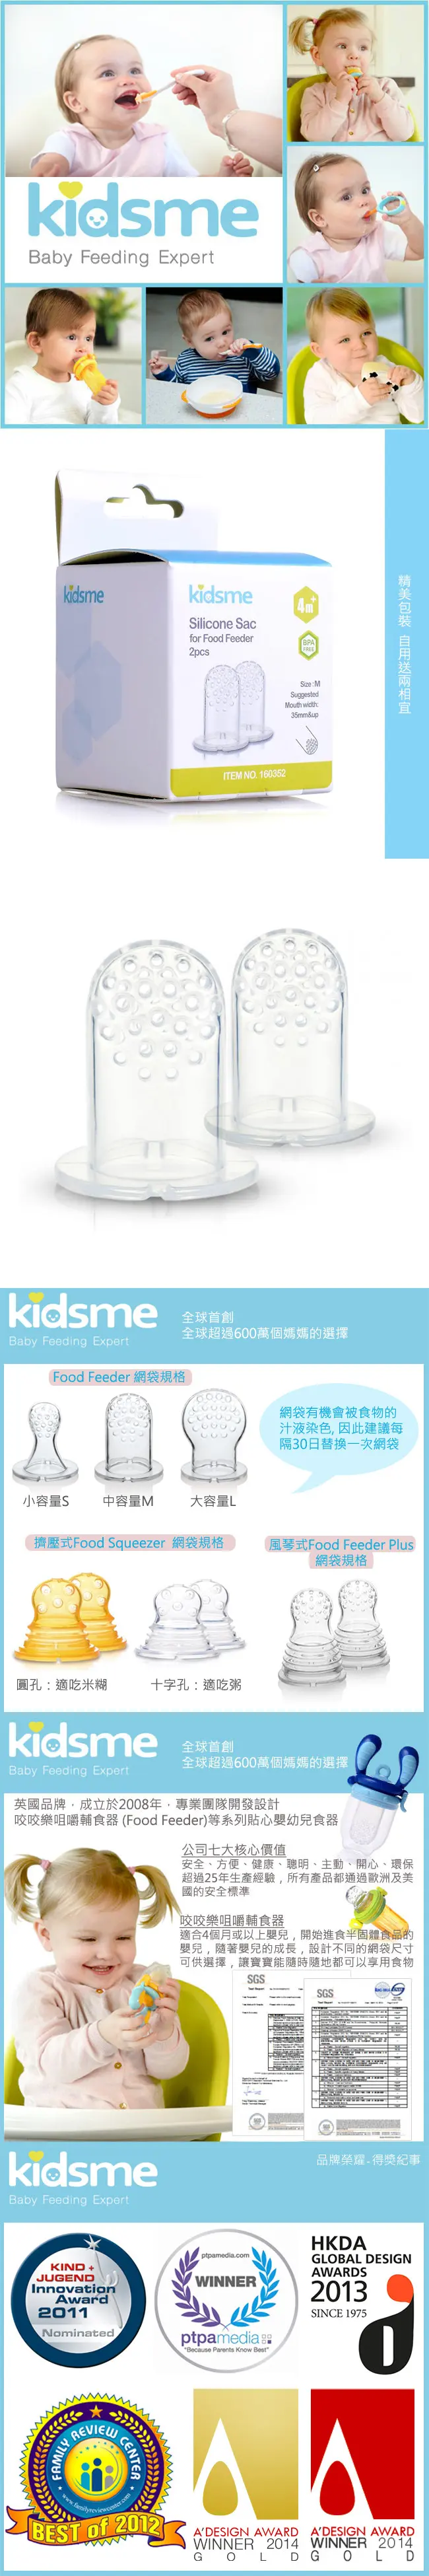 kidsme
Baby Feeding Expert
kidsme
kidsme
4m+
Silicone Sac
for Food Feeder
2pcs
BPA
FREE
Size :M
Suggested
Mouth width:
35mm&up
ITEM NO. 160352
精美包裝 自用送兩相宜
kidsme
Baby Feeding Expert
全球首創
全球超過600萬個媽媽的選擇
Food Feeder 網袋規格
網袋有機會被食物的
汁液染色, 因此建議每
隔30日替換一次網袋
小容量S
中容量M
大容量L
擠壓式Food Squeezer 網袋規格
風琴式Food Feeder Plus
網袋規格
圓孔：適吃米糊
十字孔：適吃粥
kidsme
Baby Feeding Expert
全球首創
全球超過600萬個媽媽的選擇
英國品牌，成立於2008年，專業團隊開發設計
咬咬樂咀嚼輔食器 (Food Feeder)等系列貼心嬰幼兒食器
公司七大核心價值
安全、方便、健康、聰明、主動、開心、環保
超過25年生產經驗，所有產品都通過歐洲及美
國的安全標準
咬咬樂咀嚼輔食器
適合4個月或以上嬰兒，開始進食半固體食品的
嬰兒，隨著嬰兒的成長，設計不同的網袋尺寸
可供選擇，讓寶寶能隨時隨地都可以享用食物
SGS
SGS
kidsme
Baby Feeding Expert
品牌榮耀-得獎紀事
KIND +
JUGEND
Innovation
Award
2011
Nominated
ptpamedia.com
WINNER
ptpamedia
"Because Parents Know Best"
HKDA
GLOBAL DESIGN
AWARDS
2013
SINCE 1975
FAMILY REVIEW CENTER
www.familyreviewcenter.com
BEST of 2012
A'DESIGN AWARD
WINNER 2014
GOLD
A'DESIGN AWARD
WINNER 2014
GOLD